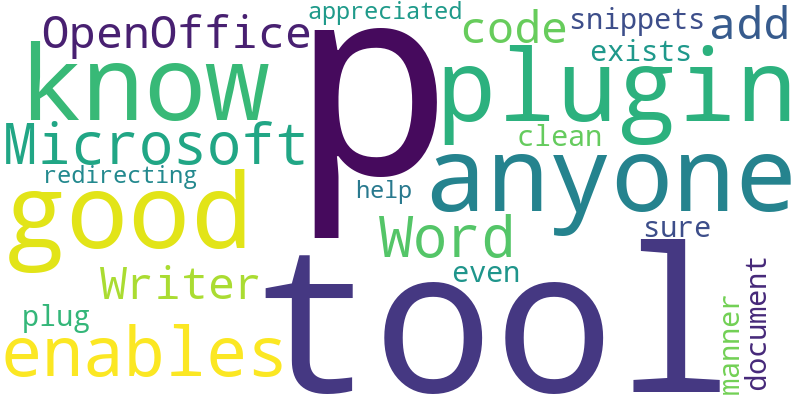 appreciated
OpenOffice
p
code
snippets
add
exists
know
plugin
Microsoft
clean
redirecting
help
anyone
good
Word
sure
Writer
even
tool
plug
enables
manner
document